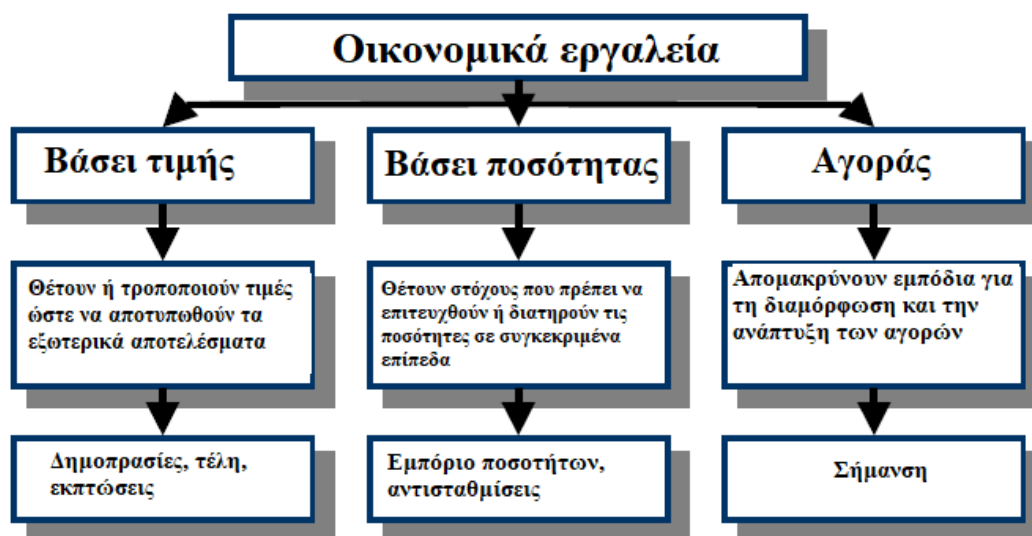 Οικονομικά εργαλεία
Βάσει τιμής
Βάσει ποσότητας
Αγοράς
Θέτουν ή τροποποιούν τιμές
ώστε να αποτυπωθούν τα
εξωτερικά αποτελέσματα
Θέτουν στόχους που πρέπει να
επιτευχθούν ή διατηρούν τις
ποσότητες σε συγκεκριμένα
επίπεδα
Απομακρύνουν εμπόδια για
τη διαμόρφωση και την
ανάπτυξη των αγορών
Δημοπρασίες, τέλη,
εκπτώσεις
Εμπόριο ποσοτήτων,
αντισταθμίσεις
Σήμανση